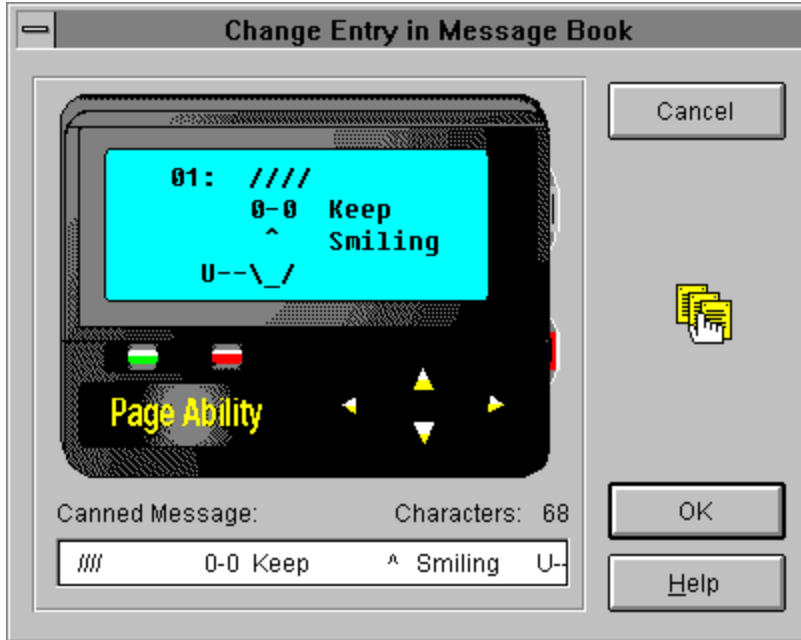 Change Entry in Message Book
Cancel
01: ////
0-0 Keep
^ Smiling
U--\_/
Page Ability
Canned Message: Characters: 68
//// 0-0 Keep ^ Smiling U--
OK
Help